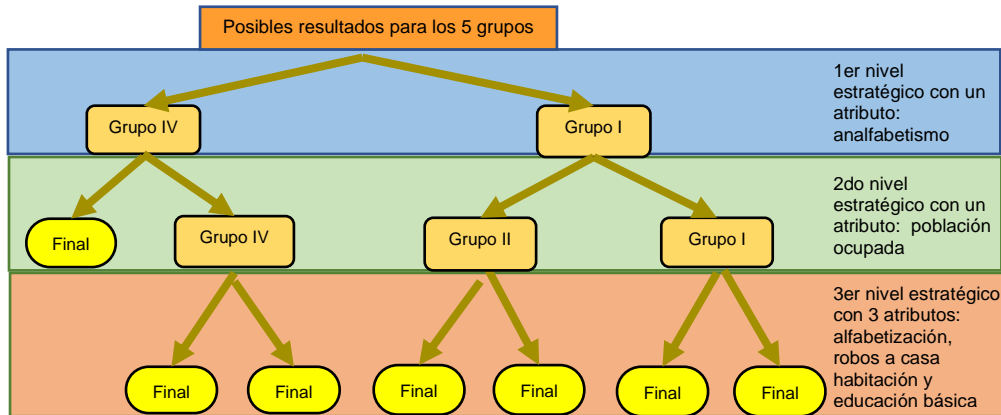 Posibles resultados para los 5 grupos
1er nivel
estratégico con un
atributo:
analfabetismo
Grupo IV
Grupo I
2do nivel
estratégico con un
atributo: población
ocupada
Final
Grupo IV
Grupo II
Grupo I
3er nivel estratégico
con 3 atributos:
alfabetización,
robos a casa
habitación y
educación básica
Final
Final
Final
Final
Final
Final